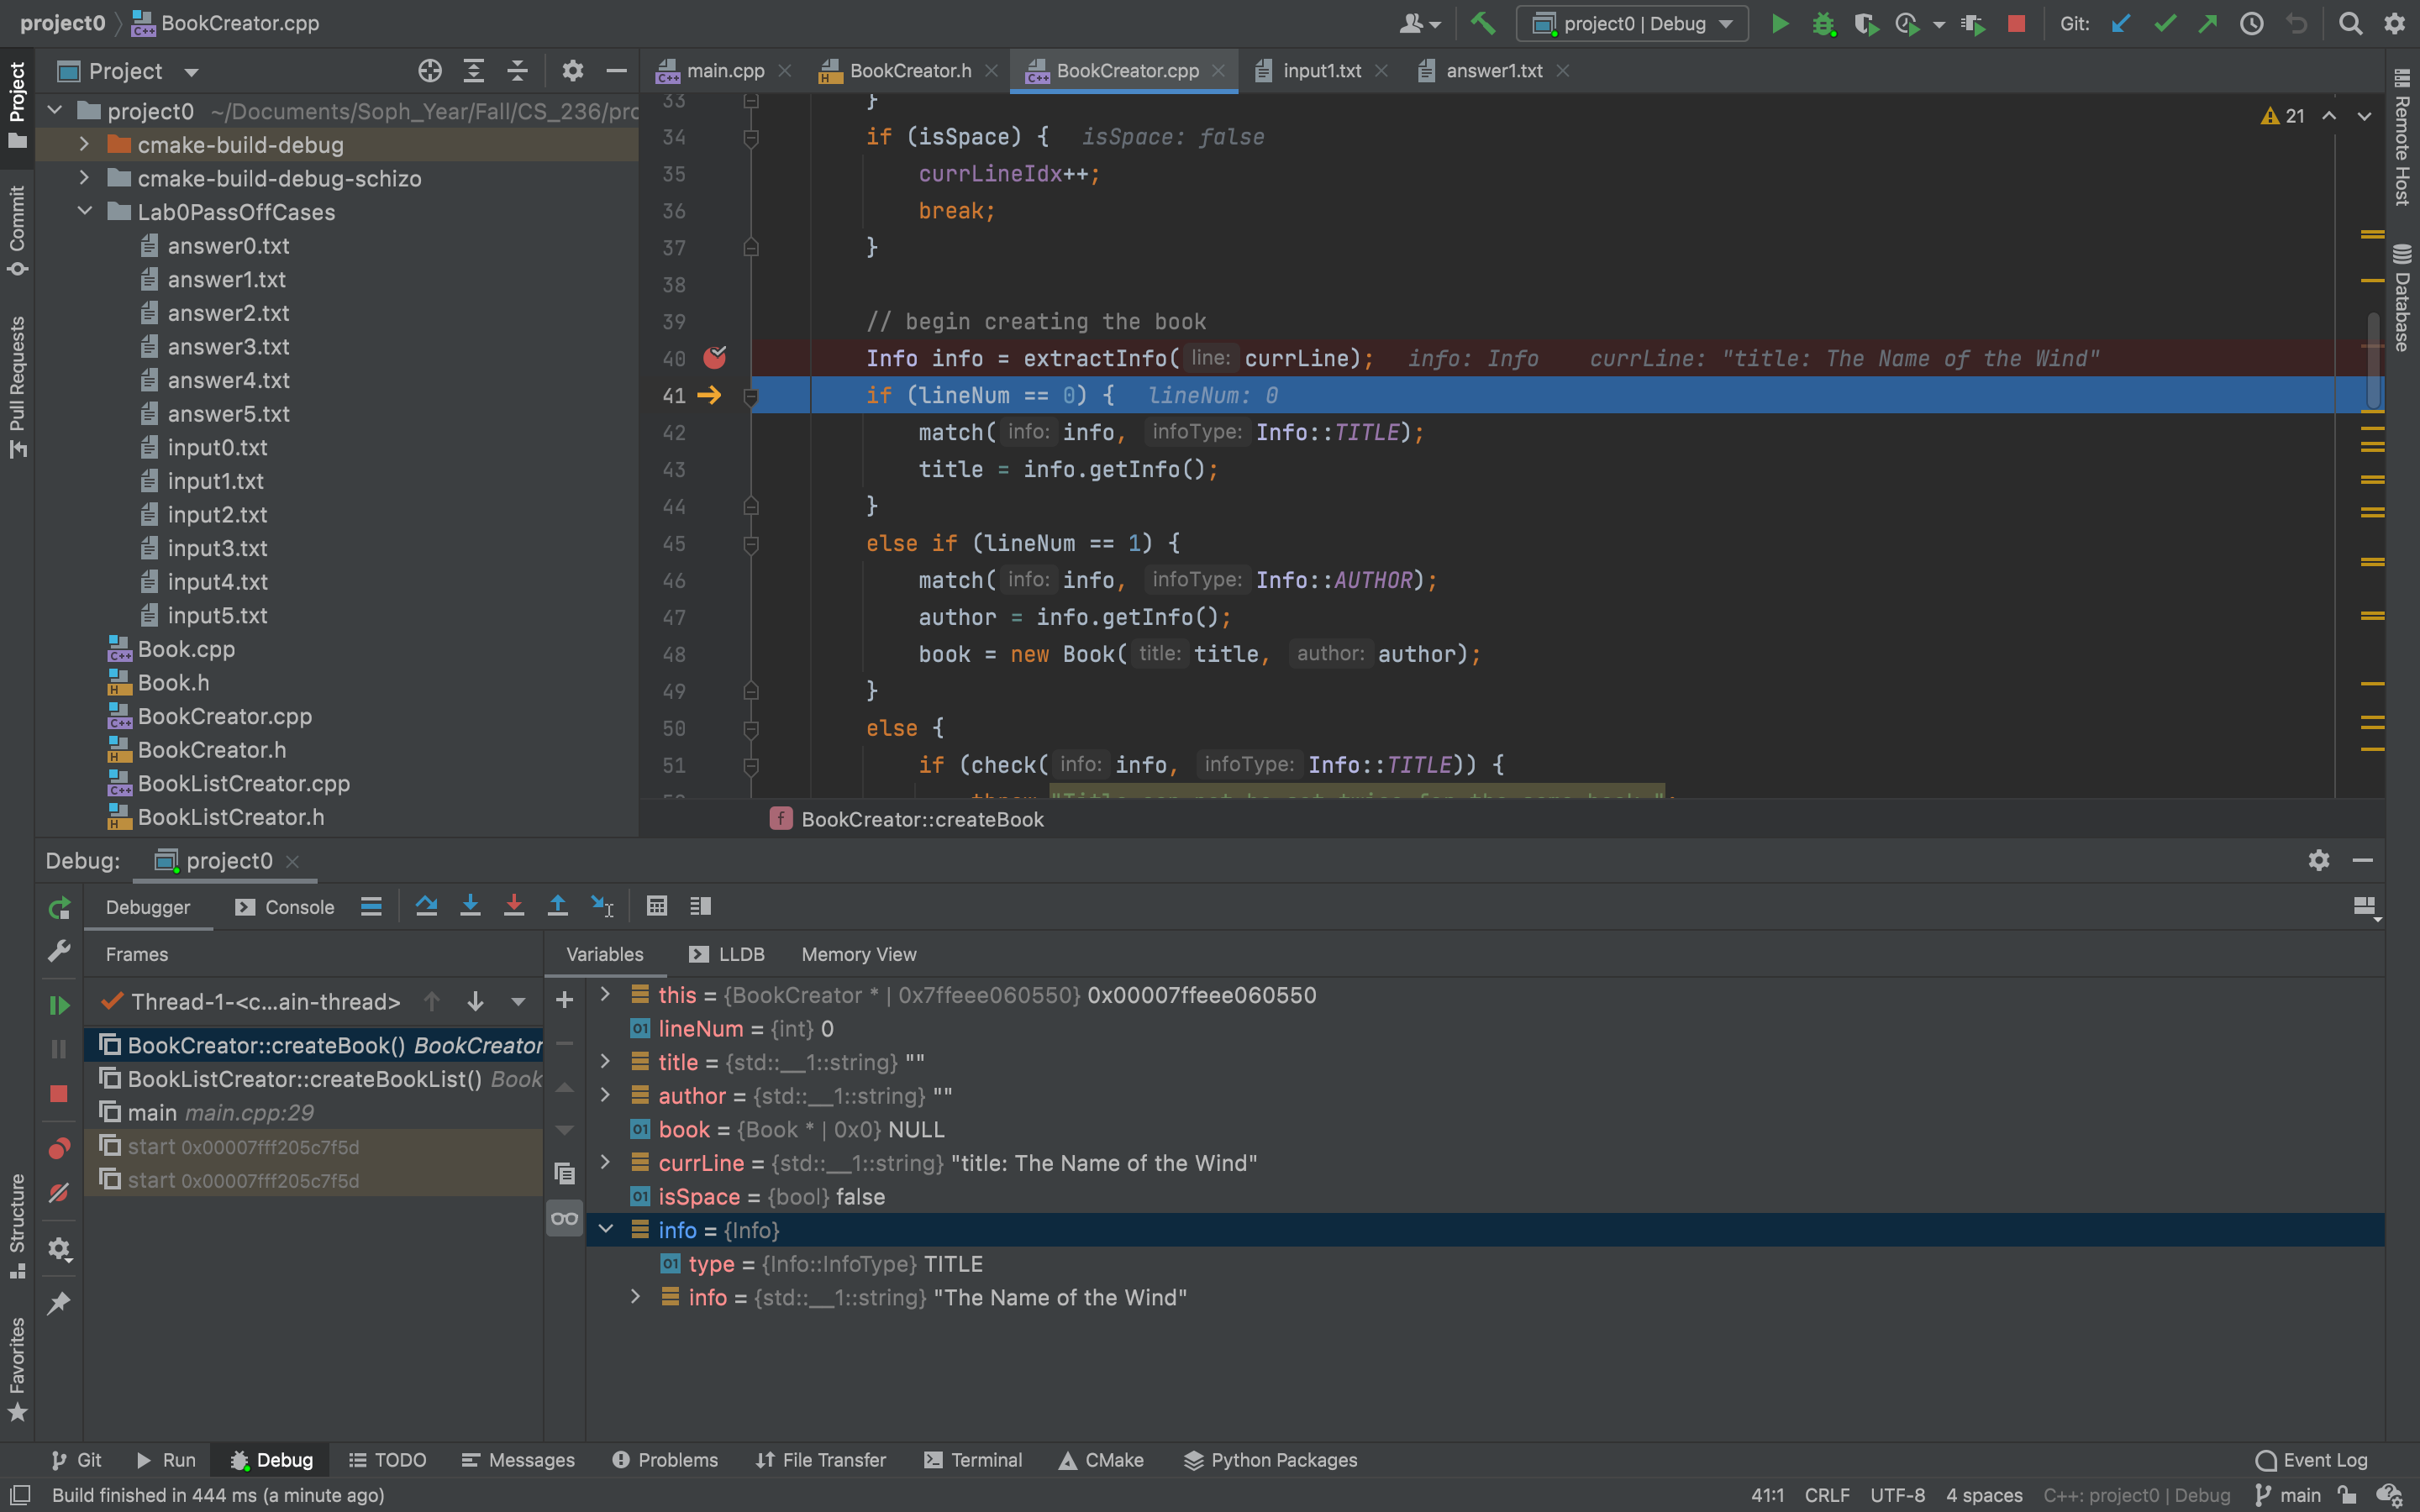 project0 BookCreator.cpp project0 | Debug Git:
Project
main.cpp BookCreator.h BookCreator.cpp input1.txt answer1.txt
project0 ~/Documents/Soph_Year/Fall/CS_236/pro
cmake-build-debug
cmake-build-debug-schizo
Lab0PassOffCases
answer0.txt
answer1.txt
answer2.txt
answer3.txt
answer4.txt
answer5.txt
input0.txt
input1.txt
input2.txt
input3.txt
input4.txt
input5.txt
Book.cpp
Book.h
BookCreator.cpp
BookCreator.h
BookListCreator.cpp
BookListCreator.h
Project
Commit
Pull Requests
Structure
Favorites
21
33 }
34 if (isSpace) { isSpace: false
35 currLineIdx++;
36 break;
37 }
38
39 // begin creating the book
40 Info info = extractInfo( line: currLine); info: Info currLine: "title: The Name of the Wind"
41 if (lineNum == 0) { lineNum: 0
42 match( info: info, infoType: Info::TITLE);
43 title = info.getInfo();
44 }
45 else if (lineNum == 1) {
46 match( info: info, infoType: Info::AUTHOR);
47 author = info.getInfo();
48 book = new Book( title: title, author: author);
49 }
50 else {
51 if (check( info: info, infoType: Info::TITLE)) {
BookCreator::createBook
Remote Host
Database
Debug: project0
Debugger Console
Frames
Variables LLDB Memory View
Thread-1-<c...ain-thread>
BookCreator::createBook() BookCreator
BookListCreator::createBookList() Book
main main.cpp:29
start 0x00007fff205c7f5d
start 0x00007fff205c7f5d
this = {BookCreator * | 0x7ffeee060550} 0x00007ffeee060550
lineNum = {int} 0
title = {std::__1::string} ""
author = {std::__1::string} ""
book = {Book * | 0x0} NULL
currLine = {std::__1::string} "title: The Name of the Wind"
isSpace = {bool} false
info = {Info}
type = {Info::InfoType} TITLE
info = {std::__1::string} "The Name of the Wind"
Git Run Debug TODO Messages Problems File Transfer Terminal CMake Python Packages Event Log
Build finished in 444 ms (a minute ago) 41:1 CRLF UTF-8 4 spaces C++: project0 | Debug main